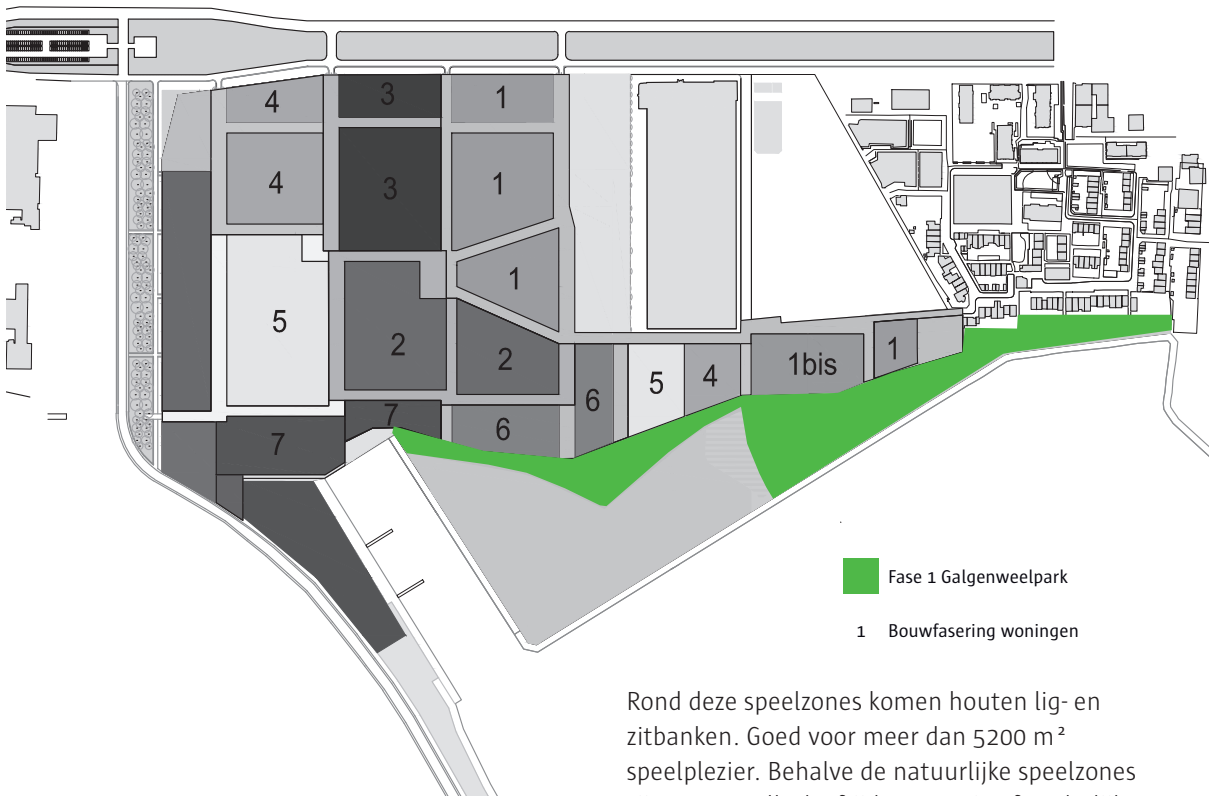 4
3
1
4
3
1
1
5
2
2
1bis
1
5
4
6
7
6
7
Fase 1 Galgenweelpark
1 Bouwfasering woningen
Rond deze speelzones komen houten lig- en
zitbanken. Goed voor meer dan 5200 m²
speelplezier. Behalve de natuurlijke speelzones